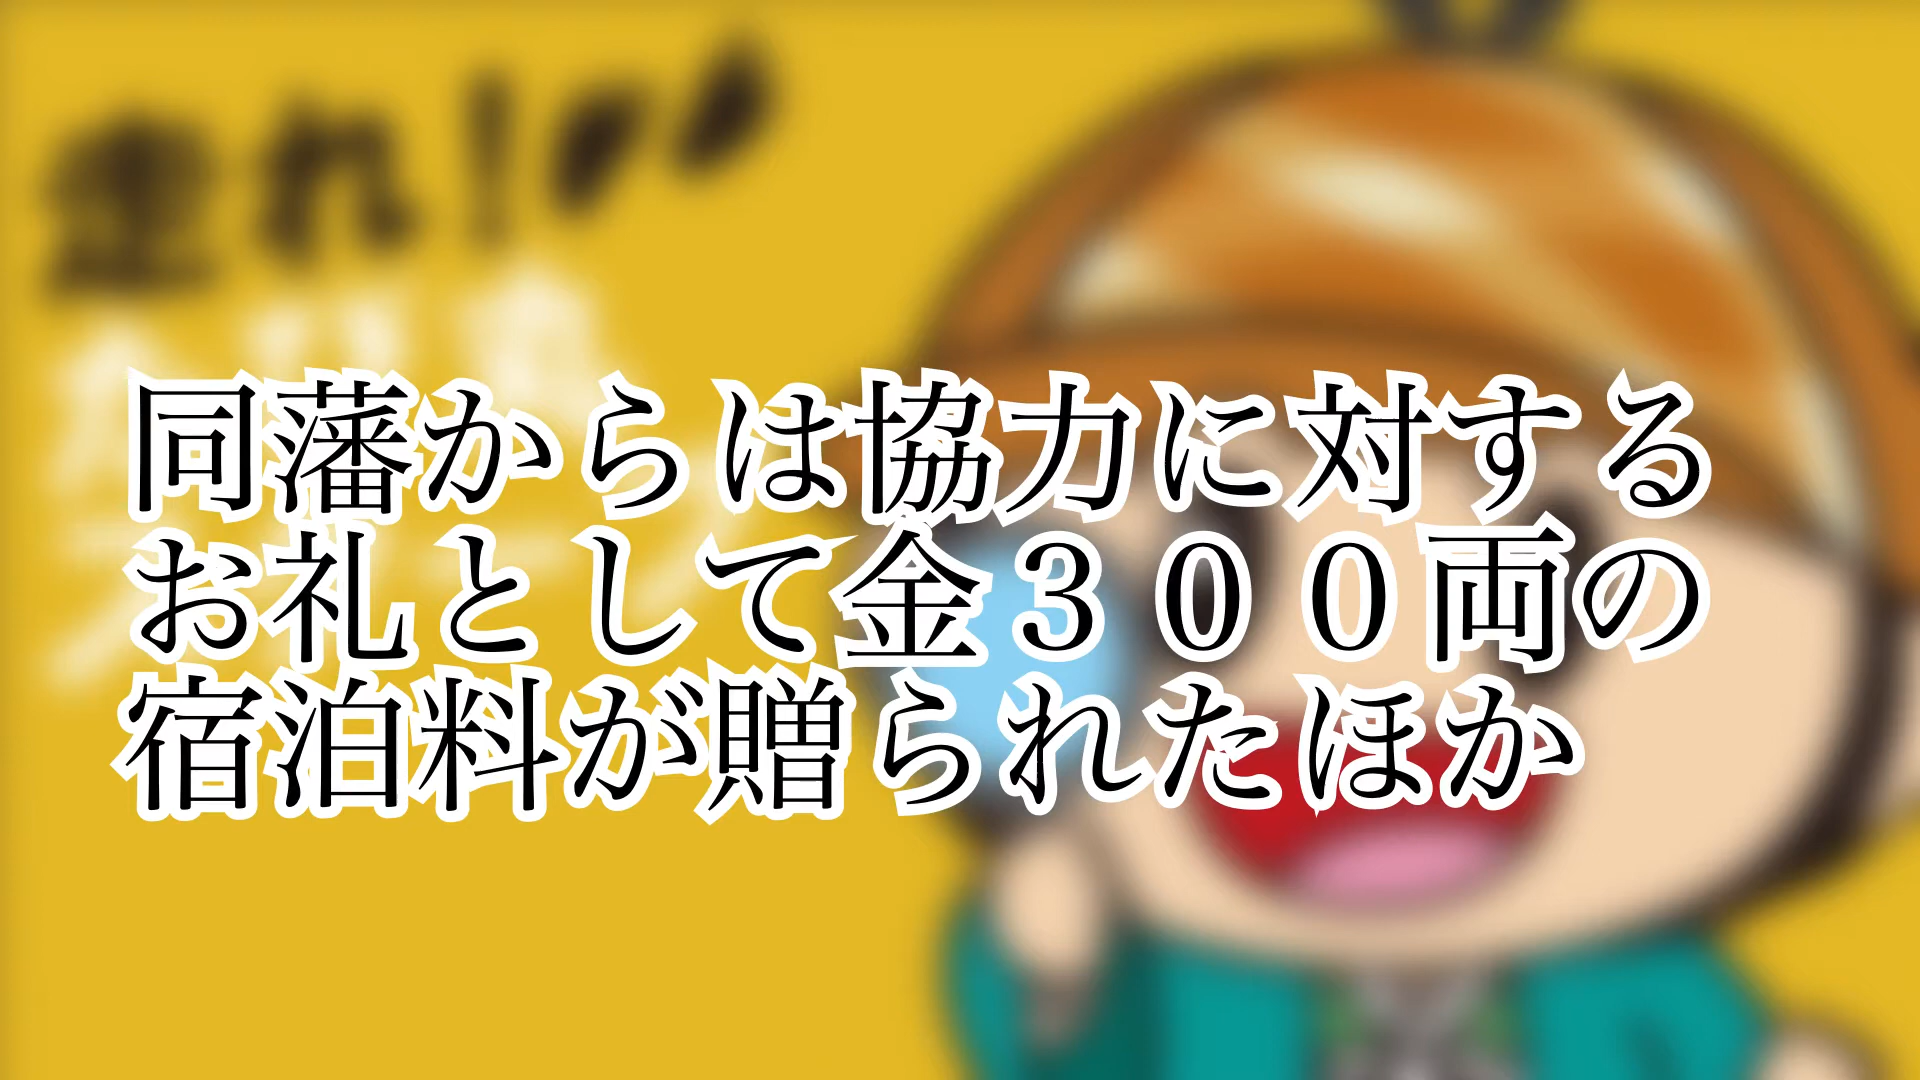 同藩からは協力に対する
お礼として金３００両の
宿泊料が贈られたほか